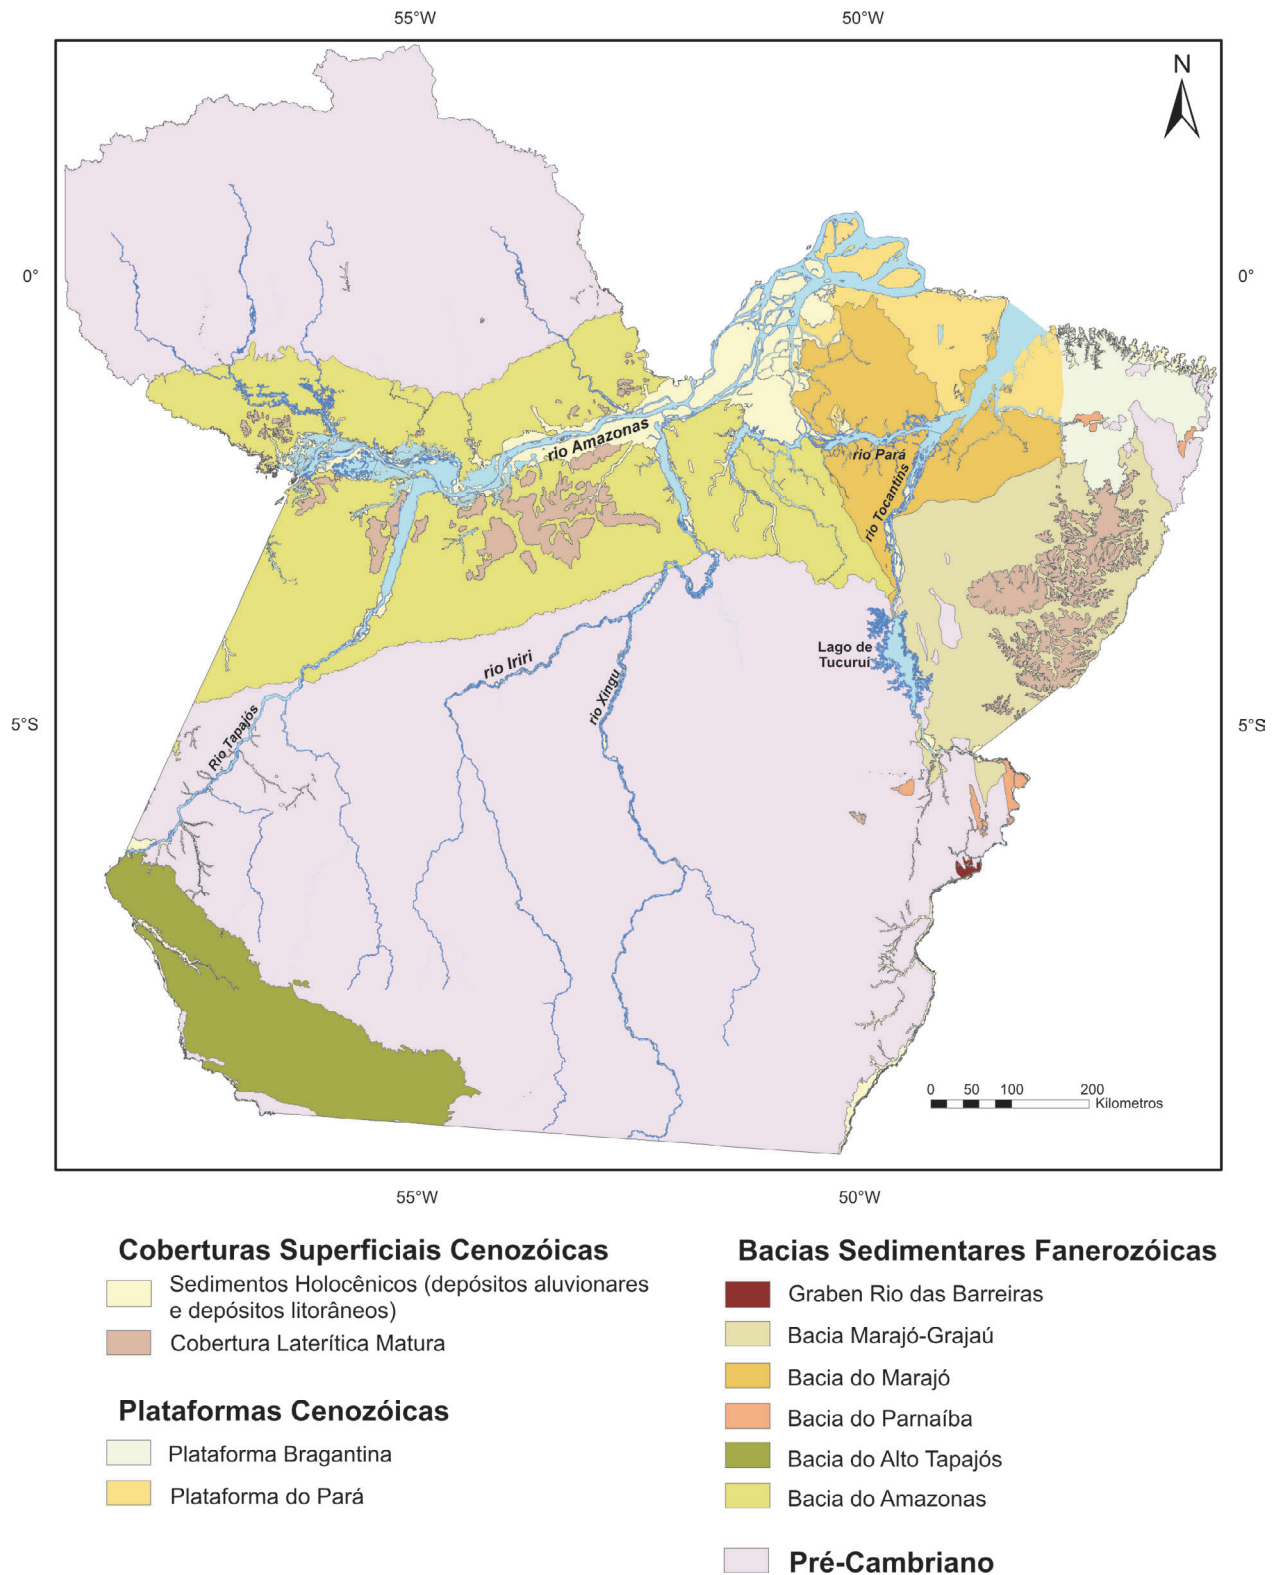 55°W
50°W
N
0°
0°
rio Amazonas
rio Pará
rio Tocantins
Lago de
Tucuruí
rio Iriri
rio Xingu
Rio Tapajós
5°S
5°S
0 50 100 200
Kilometros
55°W
50°W
Coberturas Superficiais Cenozóicas
Sedimentos Holocênicos (depósitos aluvionares
e depósitos litorâneos)
Cobertura Laterítica Matura
Plataformas Cenozóicas
Plataforma Bragantina
Plataforma do Pará
Bacias Sedimentares Fanerozóicas
Graben Rio das Barreiras
Bacia Marajó-Grajaú
Bacia do Marajó
Bacia do Parnaíba
Bacia do Alto Tapajós
Bacia do Amazonas
Pré-Cambriano